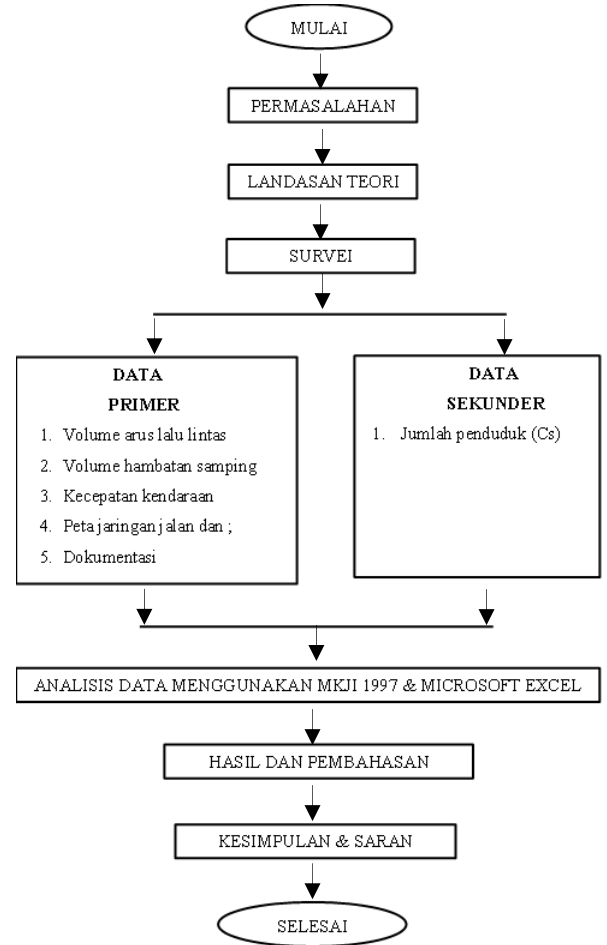 MULAI
PERMASALAHAN
LANDASAN TEORI
SURVEI
DATA
PRIMER
1. Volume arus lalu lintas
2. Volume hambatan samping
3. Kecepatan kendaraan
4. Peta jaringan jalan dan ;
5. Dokumentasi
DATA
SEKUNDER
1. Jumlah penduduk (Cs)
ANALISIS DATA MENGGUNAKAN MKJI 1997 & MICROSOFT EXCEL
HASIL DAN PEMBAHASAN
KESIMPULAN & SARAN
SELESAI